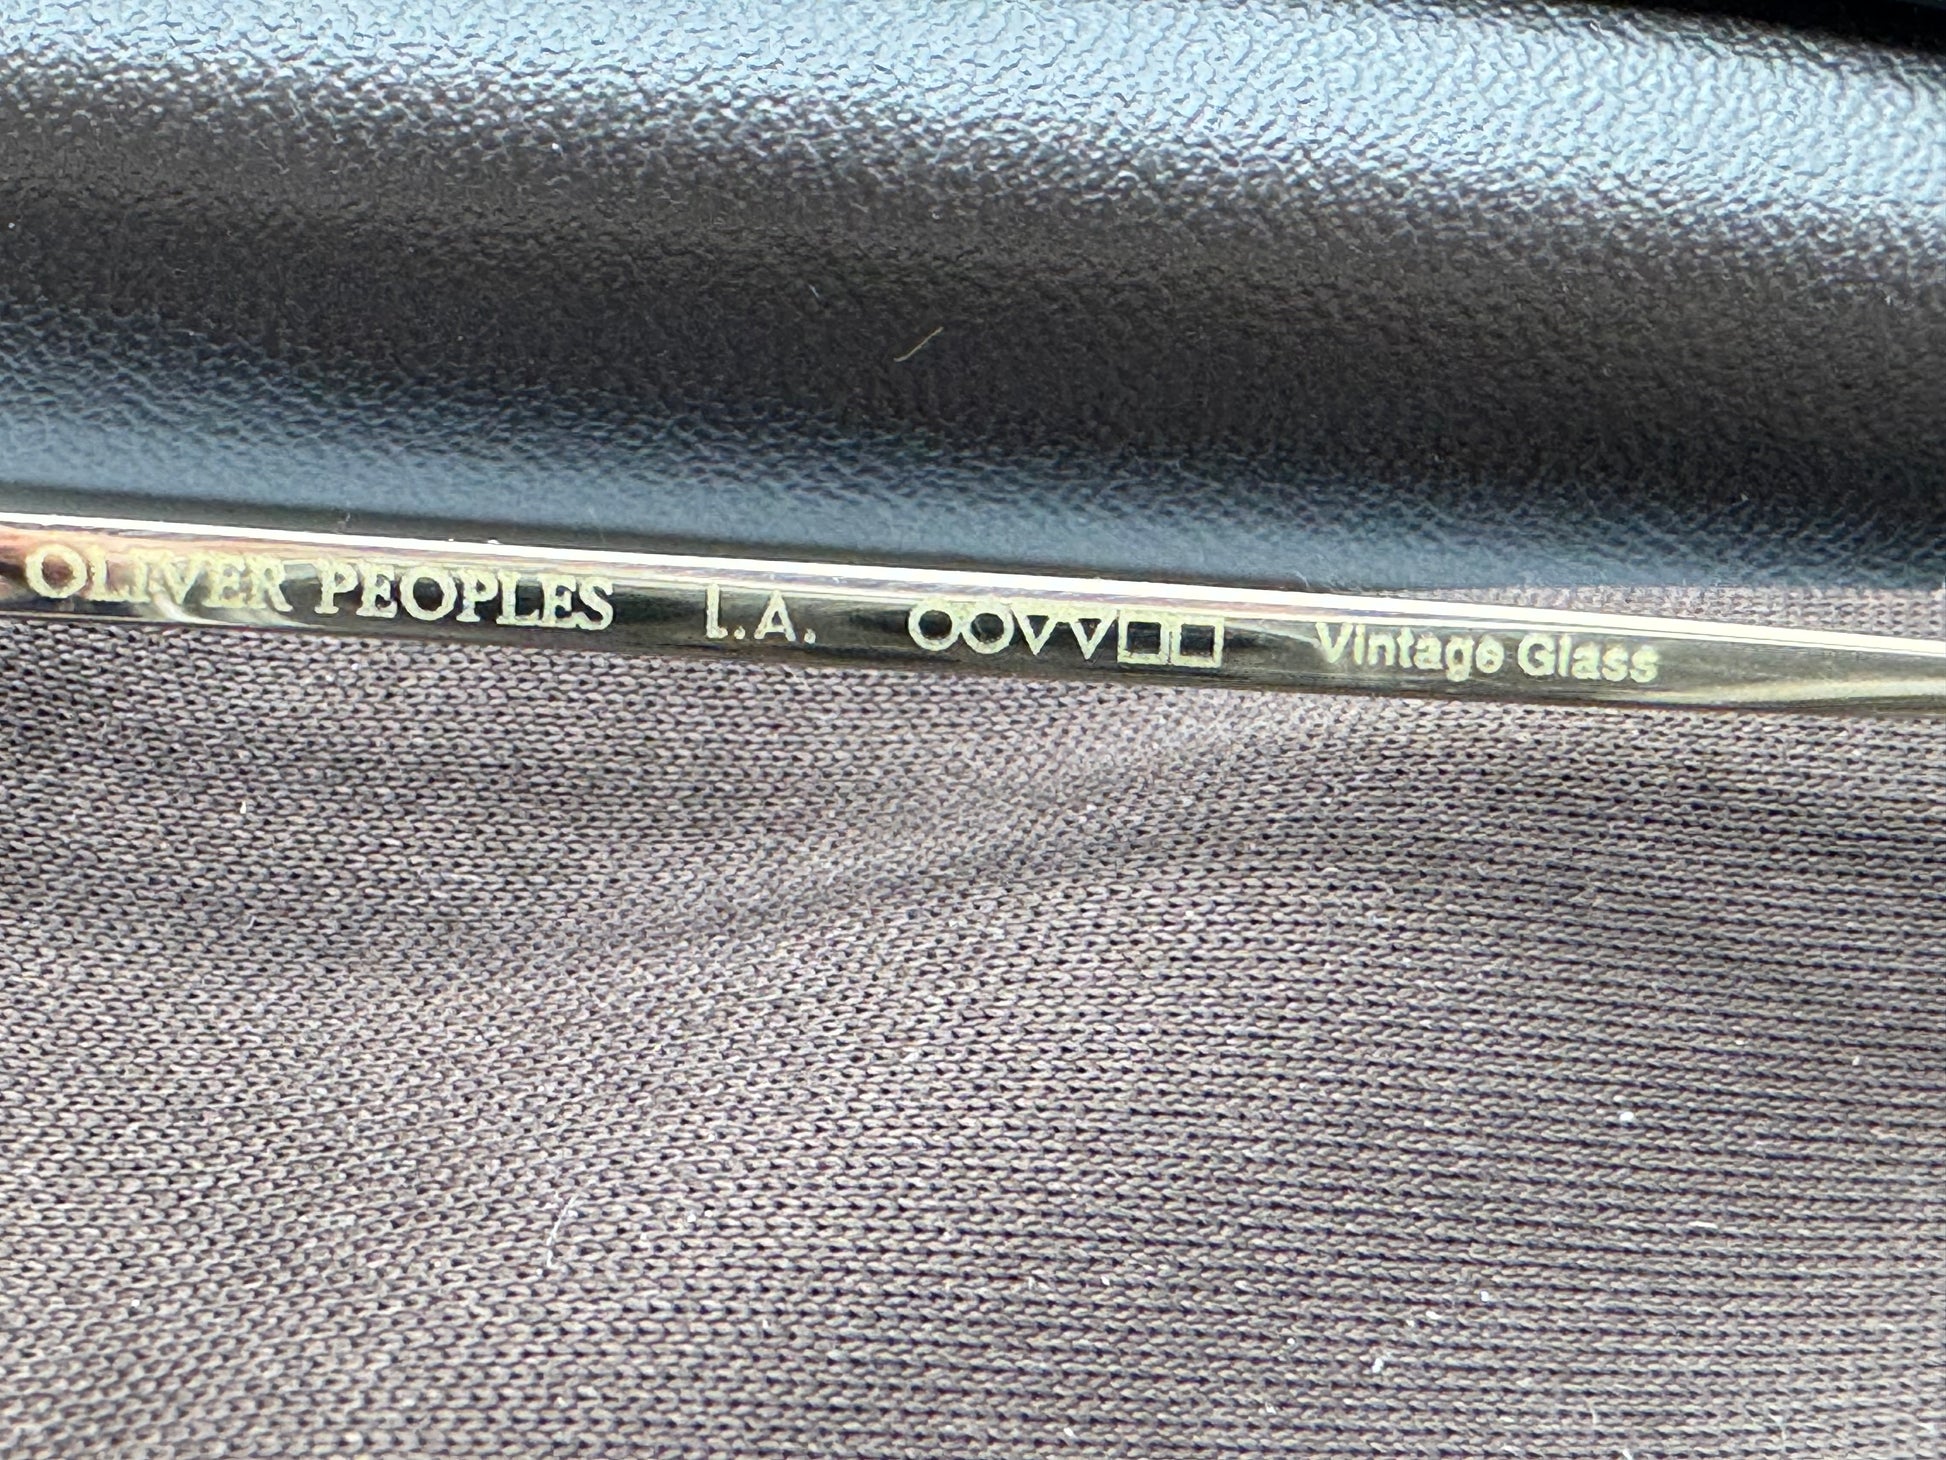 OLIVER PEOPLES L.A. ○○▽▽□□ Vintage Glass